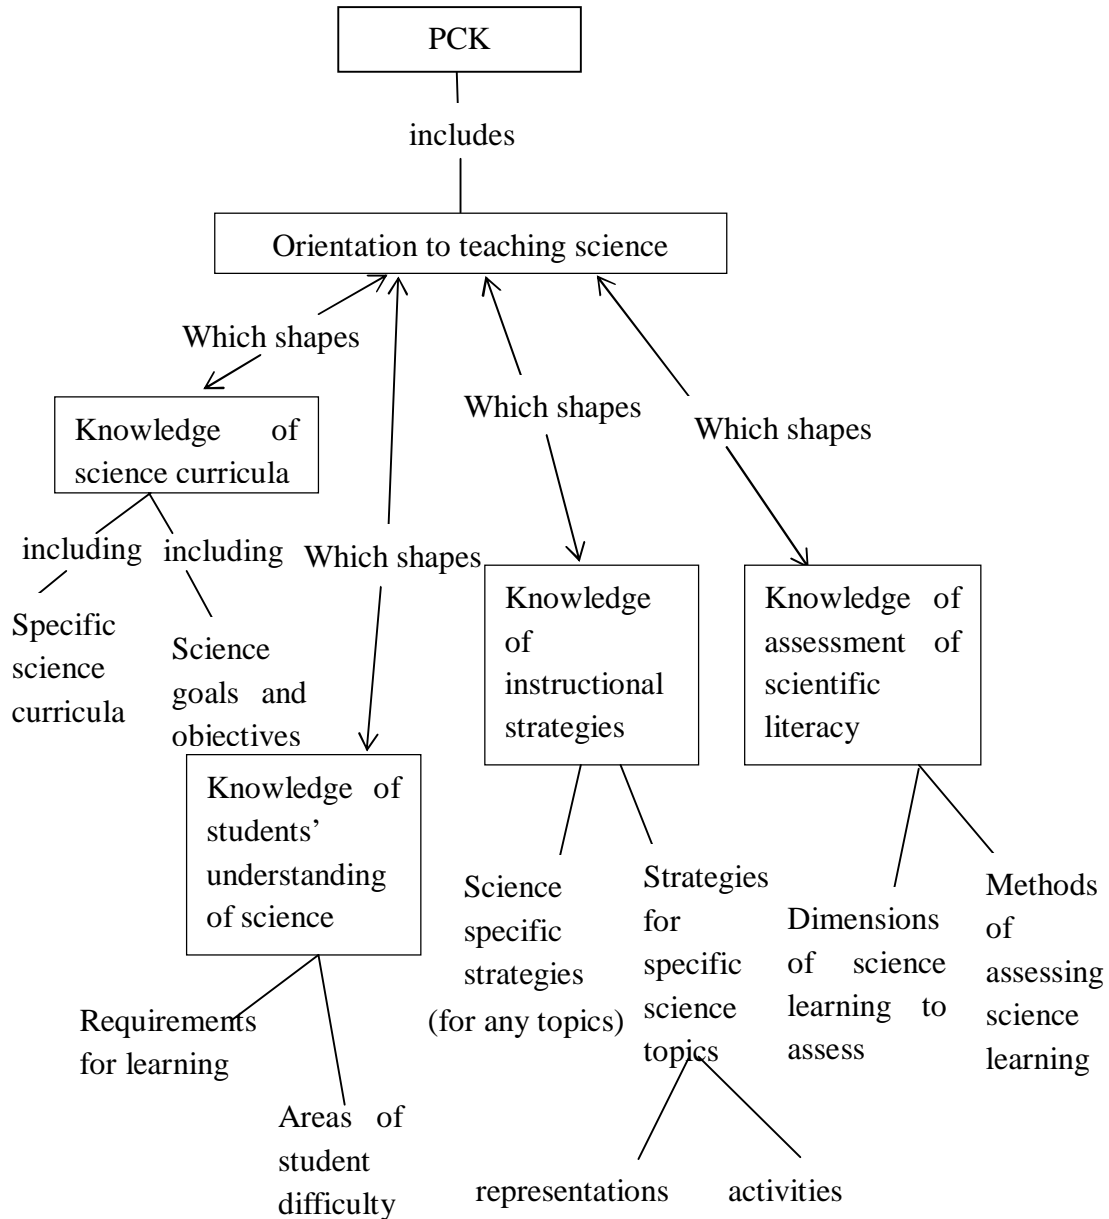 PCK
includes
Orientation to teaching science
Which shapes
Which shapes
Which shapes
Which shapes
Knowledge of
science curricula
including
including
Specific
science
curricula
Science
goals and
objectives
Knowledge of
students’
understanding
of science
Requirements
for learning
Areas of
student
difficulty
Knowledge
of
instructional
strategies
Science
specific
strategies
(for any topics)
Strategies
for
specific
science
topics
representations
activities
Knowledge of
assessment of
scientific
literacy
Dimensions
of science
learning to
assess
Methods
of
assessing
science
learning